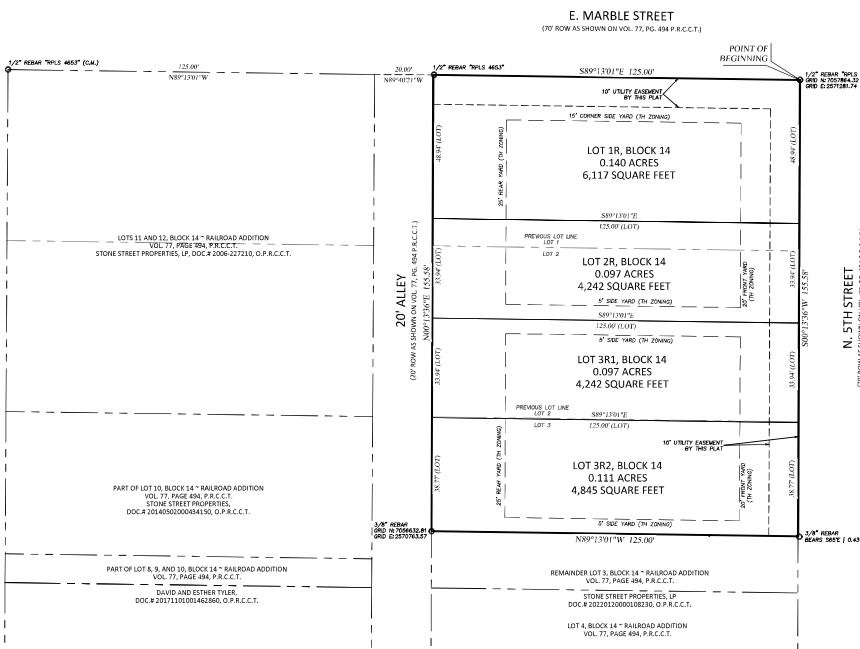 E. MARBLE STREET
(70' ROW AS SHOWN ON VOL. 77, PG. 494 P.R.C.C.T.)
POINT OF
BEGINNING
1/2" REBAR "RPLS 4653" (C.M.)
125.00'
N89°13'01"W
20.00'
N89°40'21"W
1/2" REBAR "RPLS 4653"
S89°13'01"E 125.00'
1/2" REBAR "RPLS
GRID N:7057864.32
GRID E:2571281.74
10' UTILITY EASEMENT
BY THIS PLAT
15' CORNER SIDE YARD (TH ZONING)
25' REAR YARD (TH ZONING)
48.94' (LOT)
48.94' (LOT)
LOT 1R, BLOCK 14
0.140 ACRES
6,117 SQUARE FEET
S89°13'01"E
125.00' (LOT)
PREVIOUS LOT LINE
LOT 1
LOT 2
LOTS 11 AND 12, BLOCK 14 ~ RAILROAD ADDITION
VOL. 77, PAGE 494, P.R.C.C.T.
STONE STREET PROPERTIES, LP, DOC.# 2006-227210, O.P.R.C.C.T.
20' ALLEY
(20' ROW AS SHOWN ON VOL. 77, PG. 494 P.R.C.C.T.)
N00°13'36"E 155.58'
33.94' (LOT)
LOT 2R, BLOCK 14
0.097 ACRES
4,242 SQUARE FEET
20' FRONT YARD
(TH ZONING)
33.94' (LOT)
S00°13'36"W 155.58'
N. 5TH STREET
5' SIDE YARD (TH ZONING)
S89°13'01"E
125.00' (LOT)
5' SIDE YARD (TH ZONING)
33.94' (LOT)
LOT 3R1, BLOCK 14
0.097 ACRES
4,242 SQUARE FEET
33.94' (LOT)
PREVIOUS LOT LINE
LOT 2
LOT 3
S89°13'01"E
125.00' (LOT)
10' UTILITY EASEMENT
BY THIS PLAT
25' REAR YARD (TH ZONING)
38.77' (LOT)
LOT 3R2, BLOCK 14
0.111 ACRES
4,845 SQUARE FEET
20' FRONT YARD
(TH ZONING)
38.77' (LOT)
PART OF LOT 10, BLOCK 14 ~ RAILROAD ADDITION
VOL. 77, PAGE 494, P.R.C.C.T.
STONE STREET PROPERTIES,
DOC.# 20140502000434150, O.P.R.C.C.T.
5' SIDE YARD (TH ZONING)
3/8" REBAR
GRID N:7056632.81
GRID E:2570763.57
N89°13'01"W 125.00'
3/8" REBAR
BEARS S65°E | 0.43
PART OF LOT 8, 9, AND 10, BLOCK 14 ~ RAILROAD ADDITION
VOL. 77, PAGE 494, P.R.C.C.T.
DAVID AND ESTHER TYLER,
DOC.# 20171101001462860, O.P.R.C.C.T.
REMAINDER LOT 3, BLOCK 14 ~ RAILROAD ADDITION
VOL. 77, PAGE 494, P.R.C.C.T.
STONE STREET PROPERTIES, LP
DOC.# 20220120000108230, O.P.R.C.C.T.
LOT 4, BLOCK 14 ~ RAILROAD ADDITION
VOL. 77, PAGE 494, P.R.C.C.T.